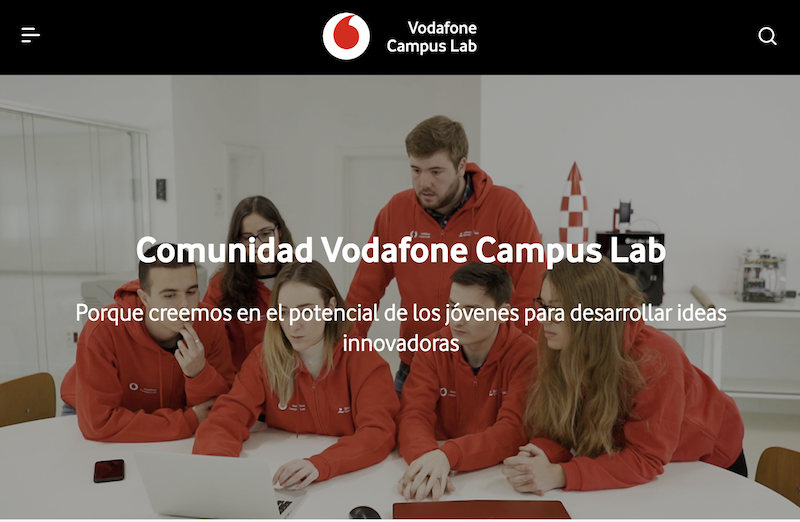 Vodafone
Campus Lab
Comunidad Vodafone Campus Lab
Porque creemos en el potencial de los jóvenes para desarrollar ideas
innovadoras